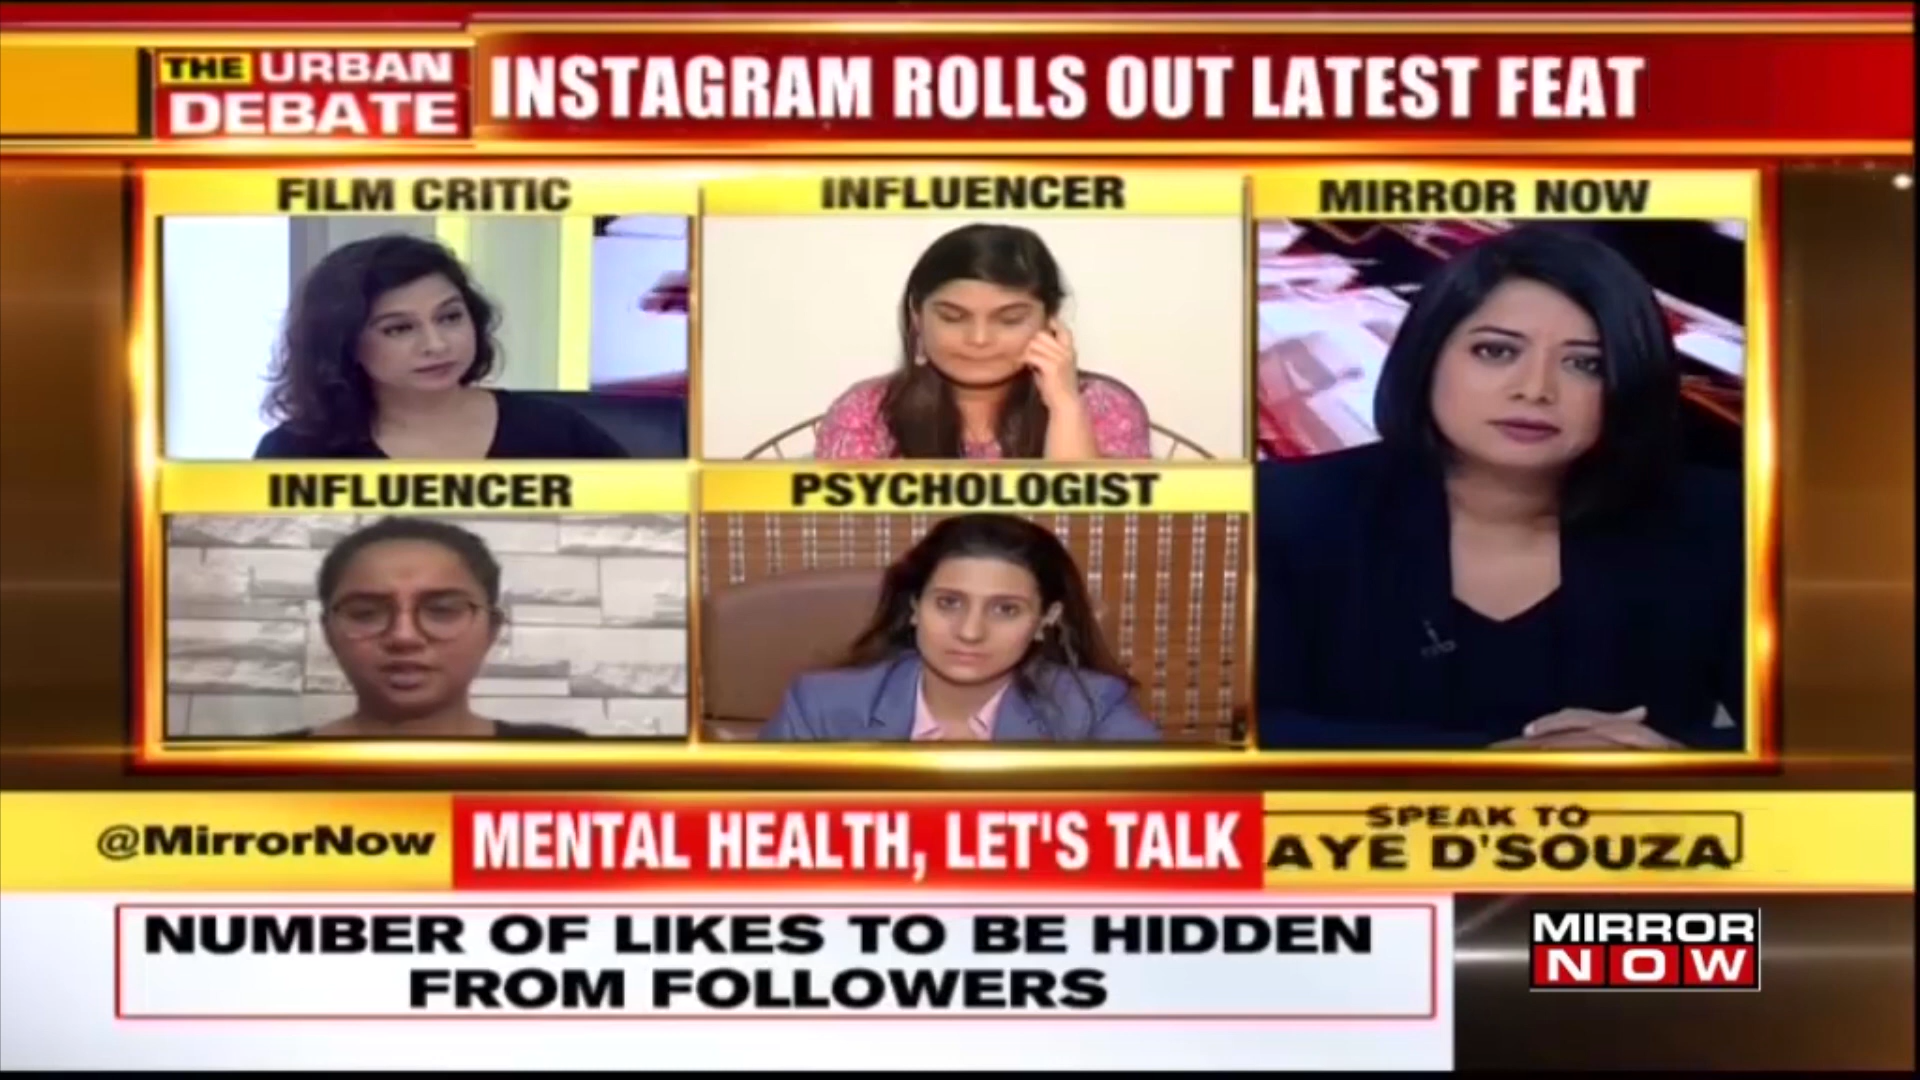 THE URBAN
DEBATE
INSTAGRAM ROLLS OUT LATEST FEAT
FILM CRITIC
INFLUENCER
MIRROR NOW
INFLUENCER
PSYCHOLOGIST
@MirrorNow
MENTAL HEALTH, LET'S TALK
SPEAK TO
AYE D'SOUZA
NUMBER OF LIKES TO BE HIDDEN
FROM FOLLOWERS
MIRROR
NOW